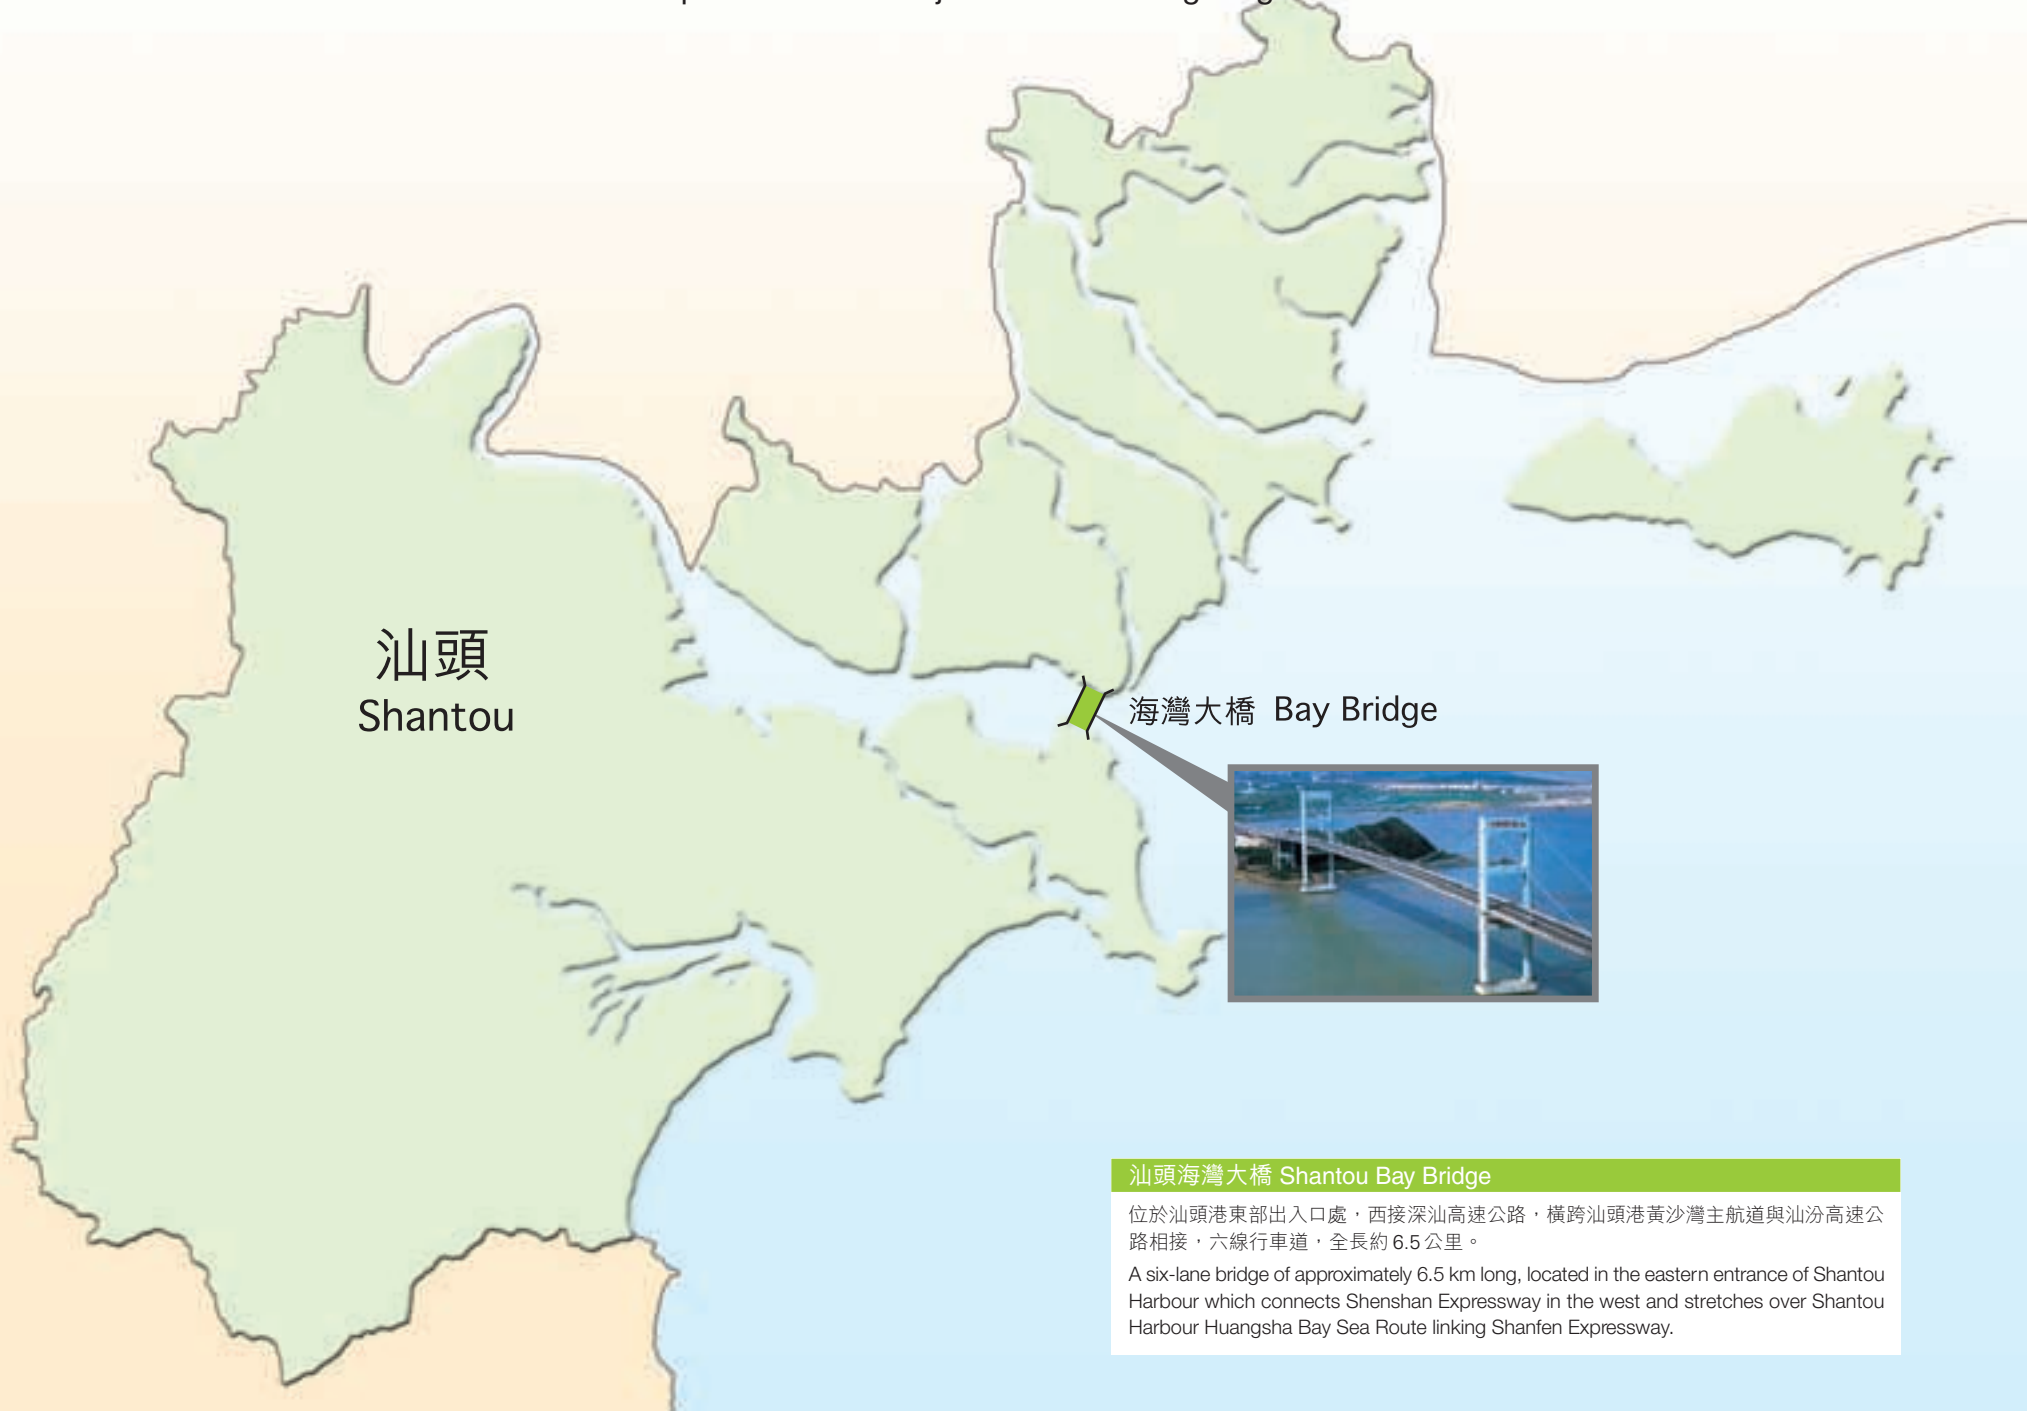 汕頭
Shantou
海灣大橋 Bay Bridge
汕頭海灣大橋 Shantou Bay Bridge
位於汕頭港東部出入口處，西接深汕高速公路，橫跨汕頭港黃沙灣主航道與汕汾高速公
路相接，六線行車道，全長約 6.5 公里。
A six-lane bridge of approximately 6.5 km long, located in the eastern entrance of Shantou
Harbour which connects Shenshan Expressway in the west and stretches over Shantou
Harbour Huangsha Bay Sea Route linking Shanfen Expressway.